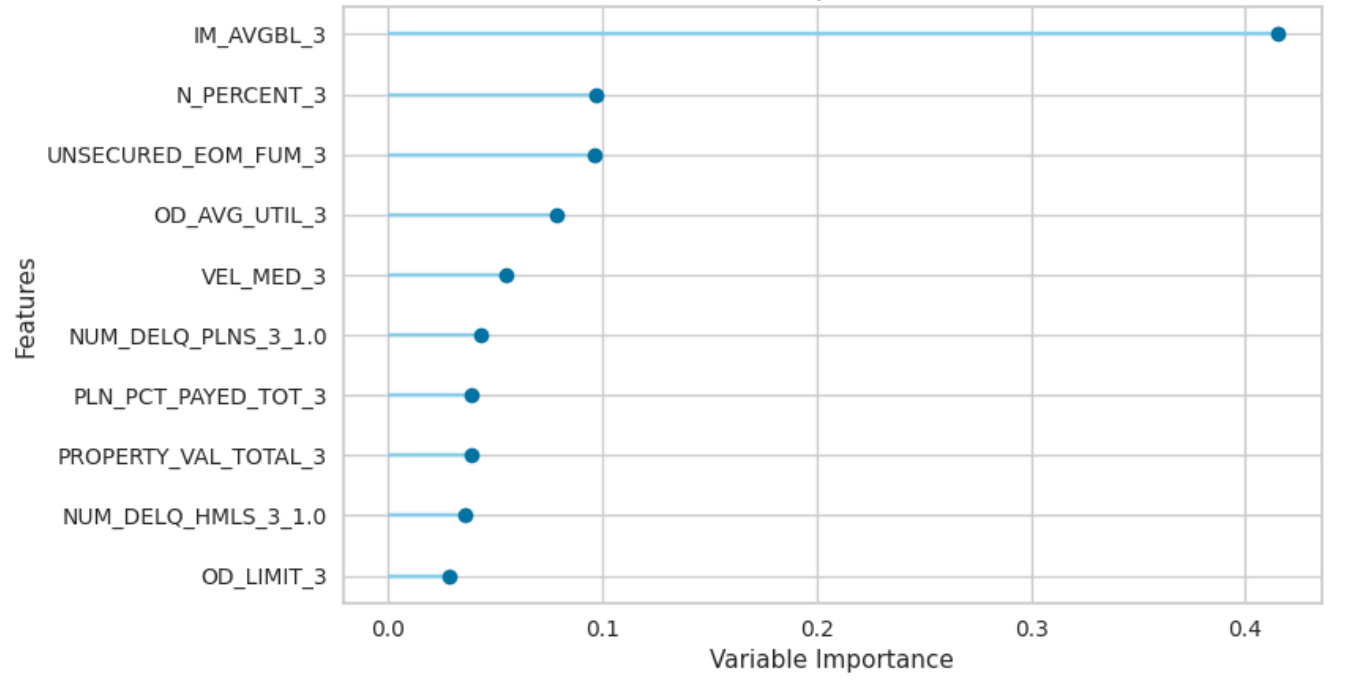 IM_AVGBL_3
N_PERCENT_3
UNSECURED_EOM_FUM_3
OD_AVG_UTIL_3
VEL_MED_3
NUM_DELQ_PLNS_3_1.0
PLN_PCT_PAYED_TOT_3
PROPERTY_VAL_TOTAL_3
NUM_DELQ_HMLS_3_1.0
OD_LIMIT_3
Features
0.0 0.1 0.2 0.3 0.4
Variable Importance